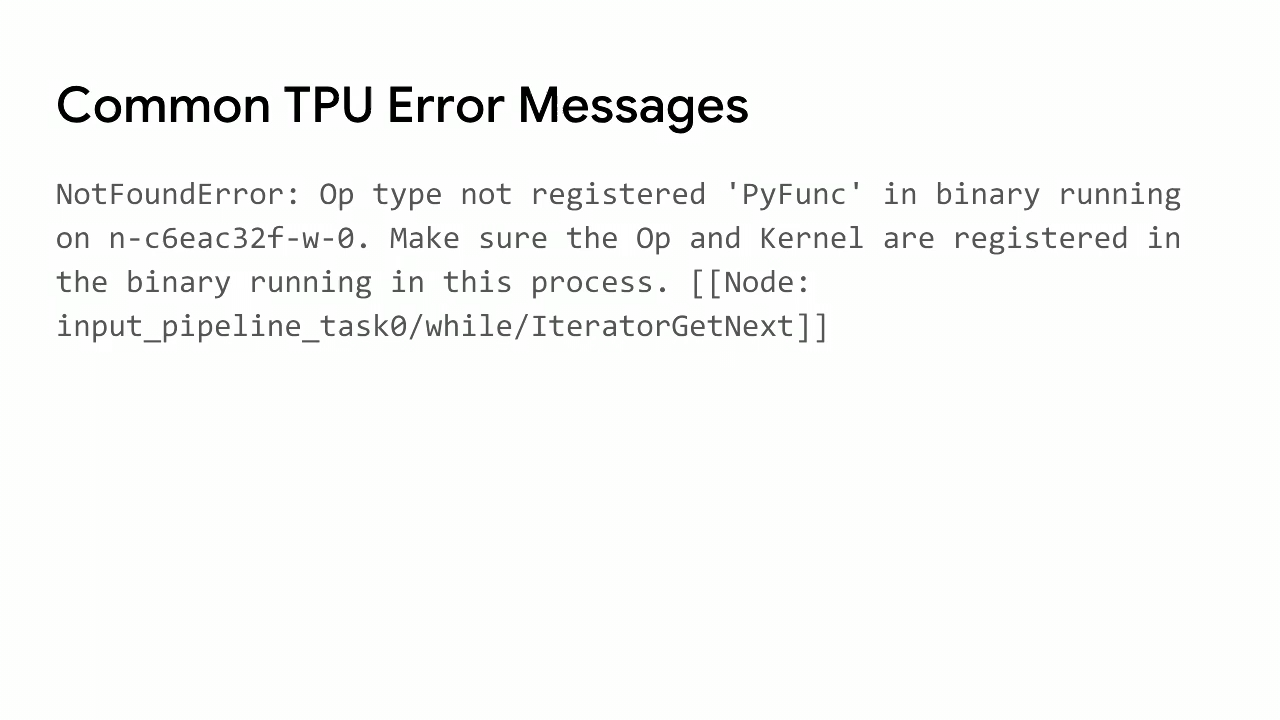 Common TPU Error Messages
NotFoundError: Op type not registered 'PyFunc' in binary running
on n-c6eac32f-w-0. Make sure the Op and Kernel are registered in
the binary running in this process. [[Node:
input_pipeline_task0/while/IteratorGetNext]]